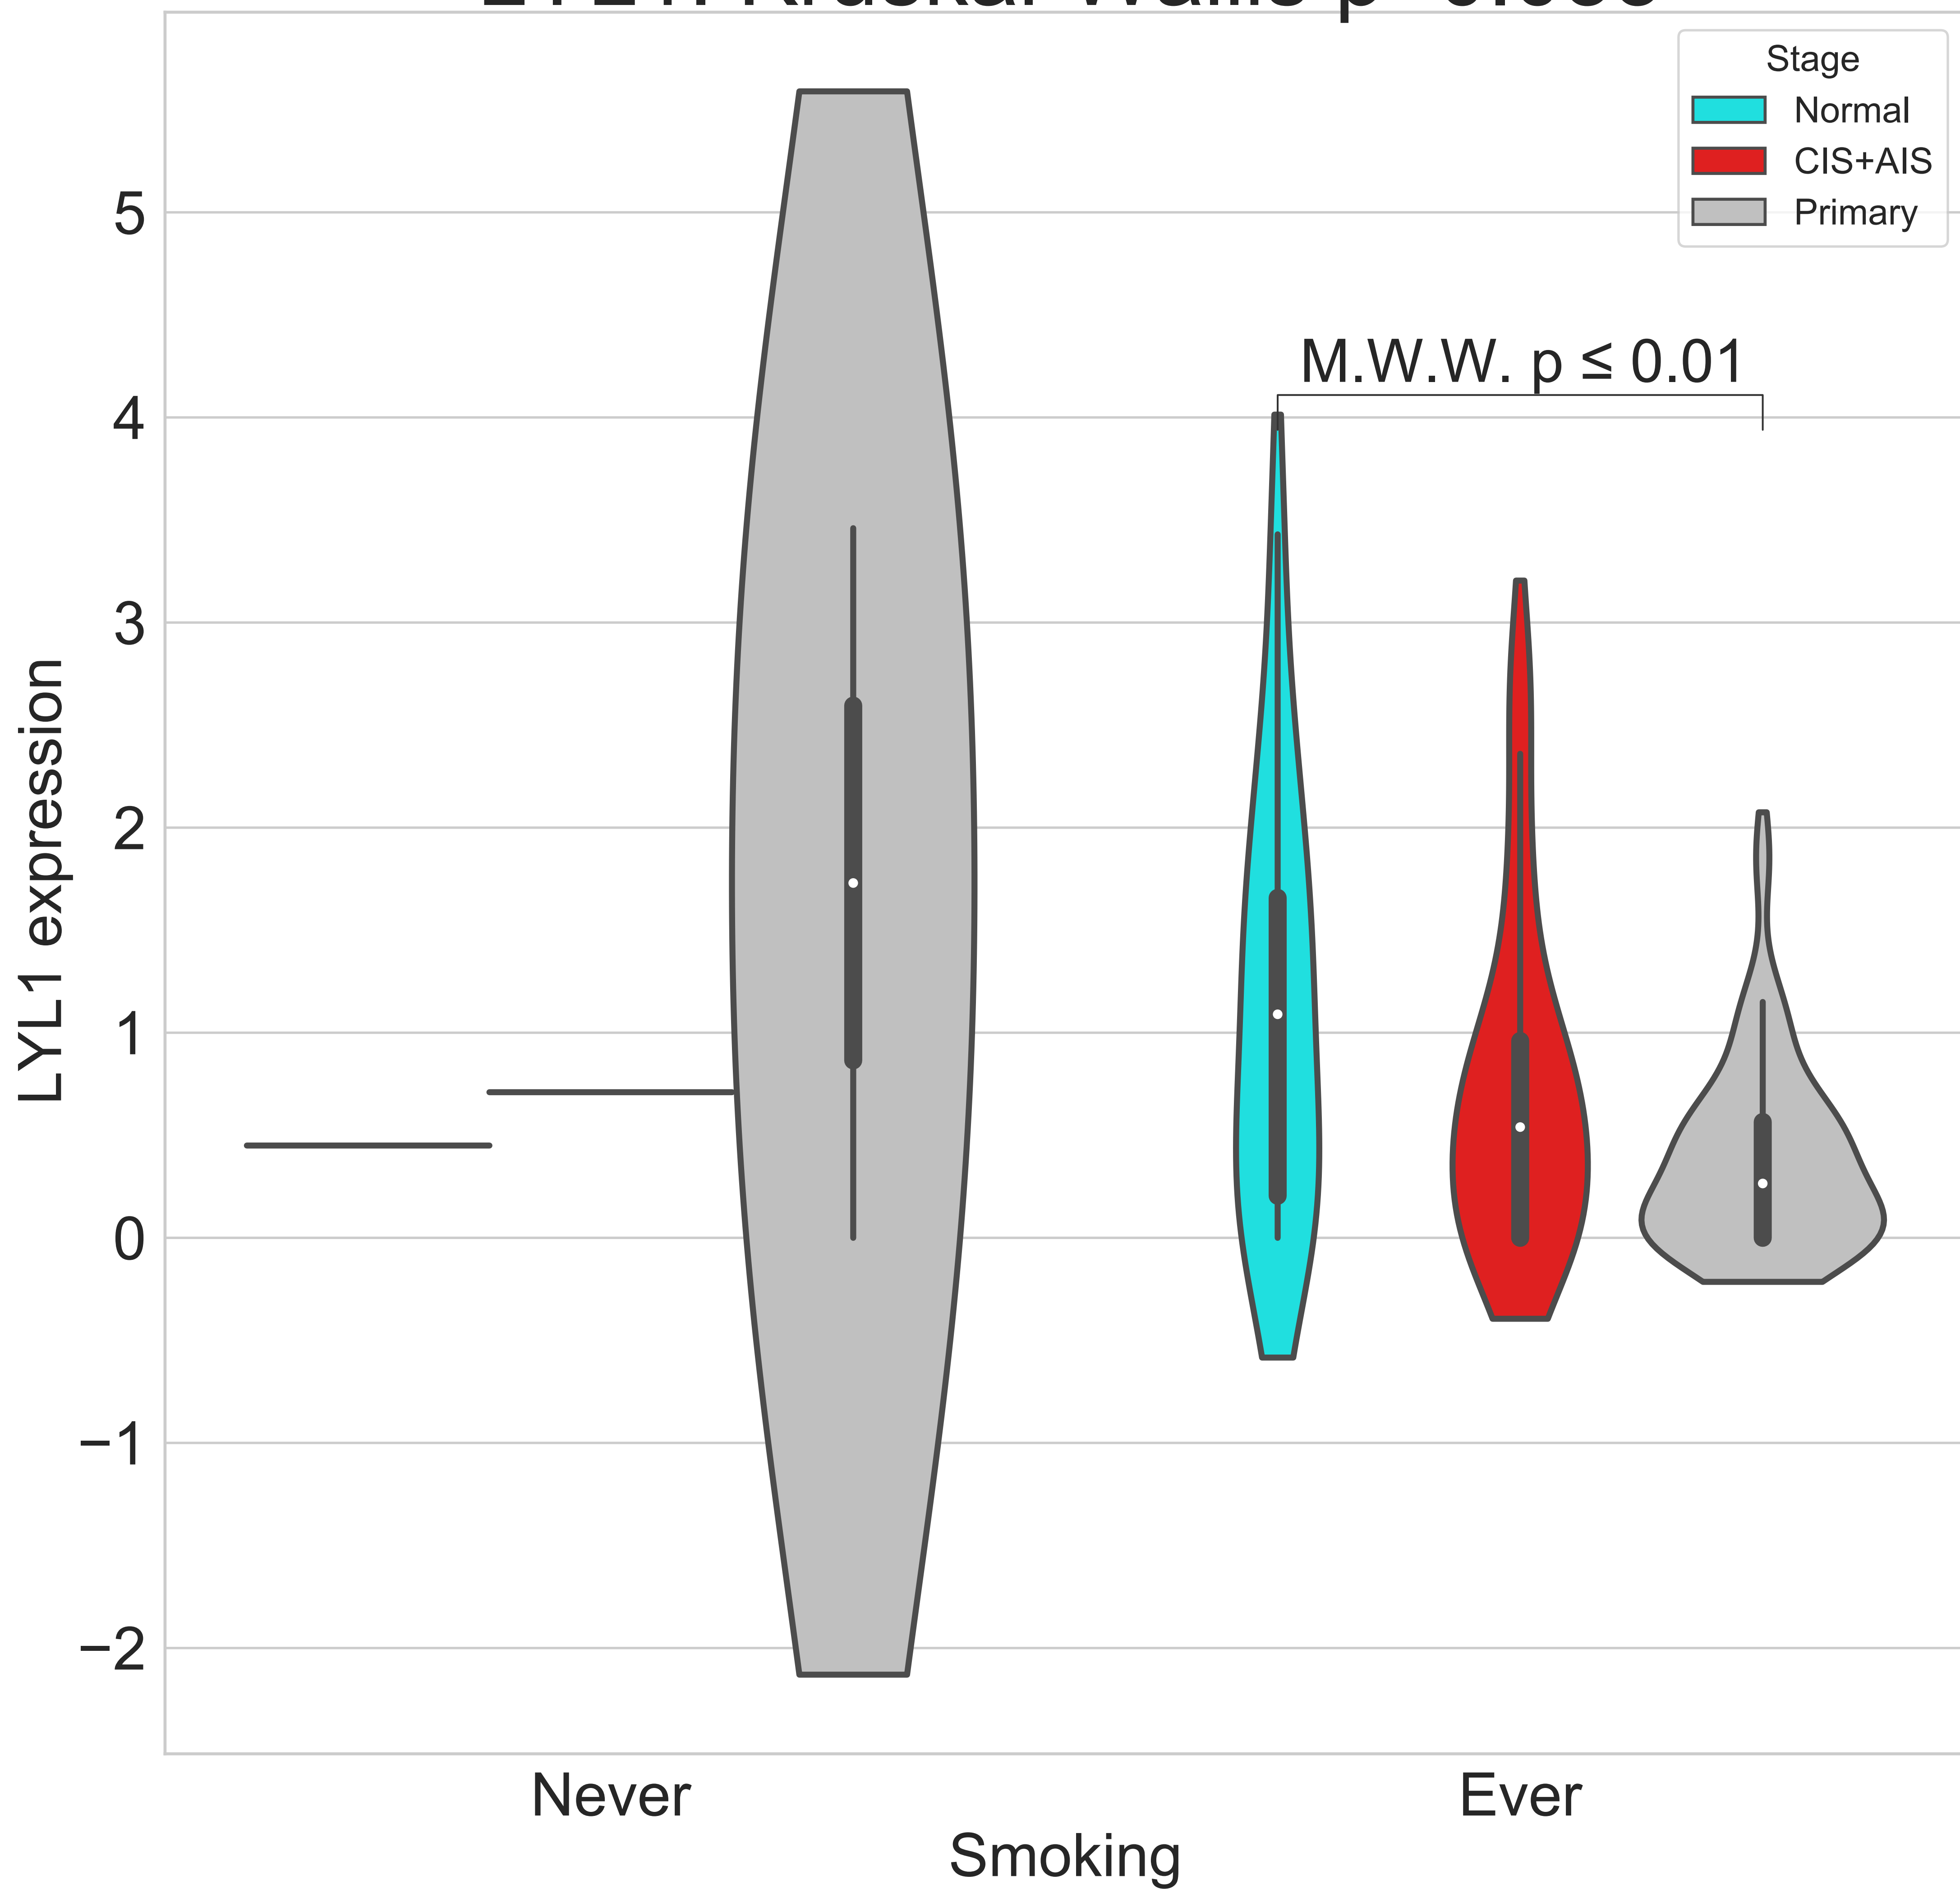 Stage
Normal
CIS+AIS
Primary
M.W.W. p ≤ 0.01
5
4
3
2
1
0
−1
−2
LYL1 expression
Never
Ever
Smoking